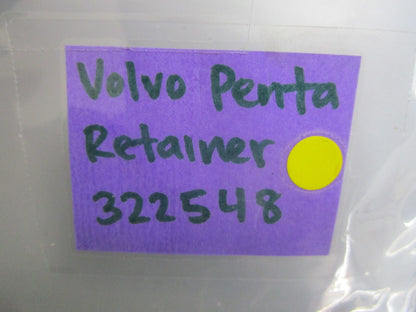 Volvo Penta
Retainer
322548